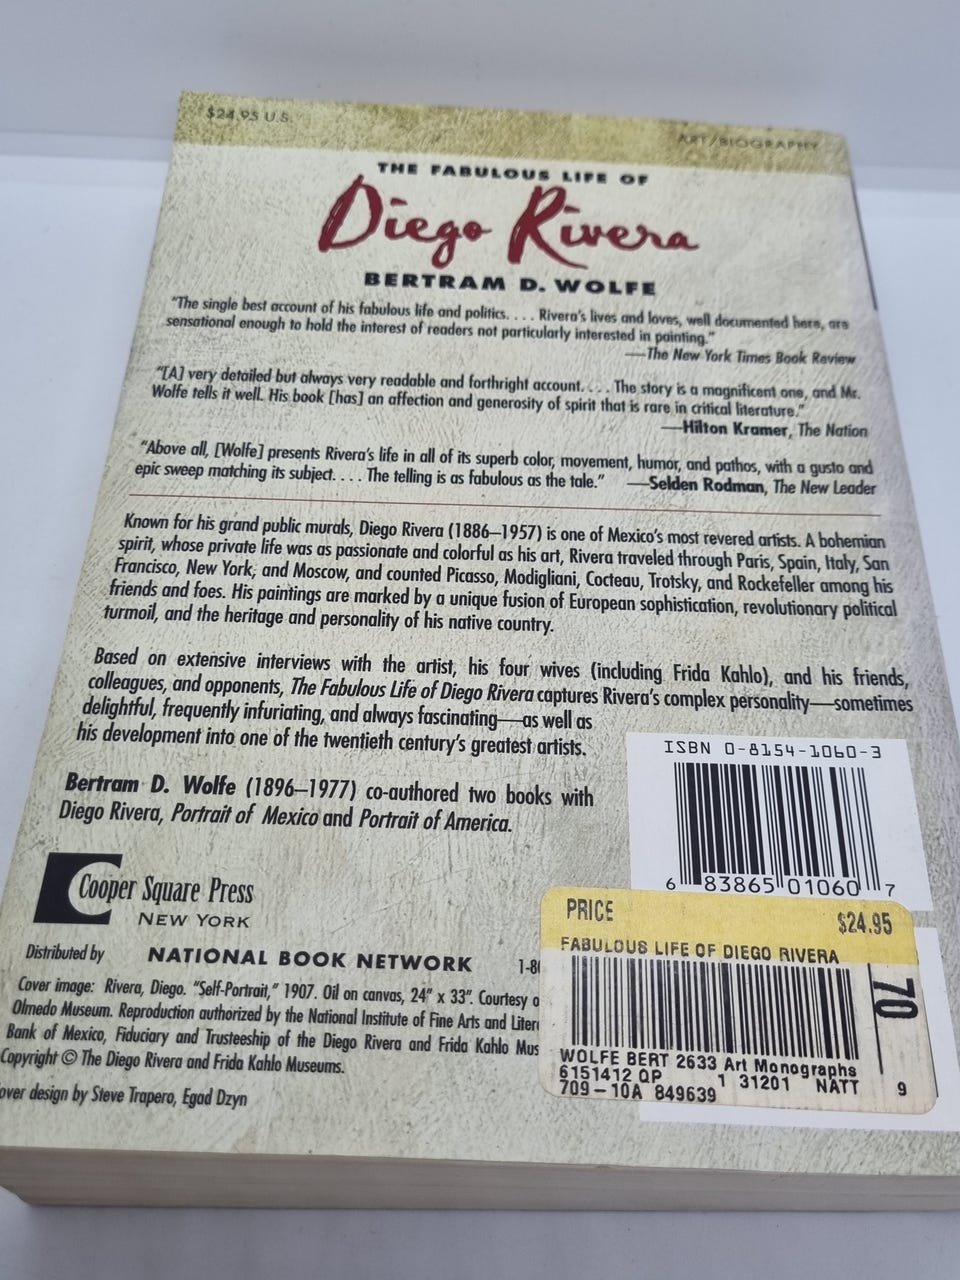 $24.95 U.S.
ART/BIOGRAPHY
THE FABULOUS LIFE OF
Diego Rivera
BERTRAM D. WOLFE
"The single best account of his fabulous life and politics. . . . Rivera's lives and loves, well documented here, are
sensational enough to hold the interest of readers not particularly interested in painting."
—The New York Times Book Review
"[A] very detailed but always very readable and forthright account. . . . The story is a magnificent one, and Mr.
Wolfe tells it well. His book [has] an affection and generosity of spirit that is rare in critical literature."
—Hilton Kramer, The Nation
"Above all, [Wolfe] presents Rivera's life in all of its superb color, movement, humor, and pathos, with a gusto and
epic sweep matching its subject. . . . The telling is as fabulous as the tale." —Selden Rodman, The New Leader
Known for his grand public murals, Diego Rivera (1886–1957) is one of Mexico's most revered artists. A bohemian
spirit, whose private life was as passionate and colorful as his art, Rivera traveled through Paris, Spain, Italy, San
Francisco, New York, and Moscow, and counted Picasso, Modigliani, Cocteau, Trotsky, and Rockefeller among his
friends and foes. His paintings are marked by a unique fusion of European sophistication, revolutionary political
turmoil, and the heritage and personality of his native country.
Based on extensive interviews with the artist, his four wives (including Frida Kahlo), and his friends,
colleagues, and opponents, The Fabulous Life of Diego Rivera captures Rivera's complex personality—sometimes
delightful, frequently infuriating, and always fascinating—as well as
his development into one of the twentieth century's greatest artists.
Bertram D. Wolfe (1896–1977) co-authored two books with
Diego Rivera, Portrait of Mexico and Portrait of America.
ISBN 0-8154-1060-3
6 83865 01060 7
Cooper Square Press
NEW YORK
Distributed by NATIONAL BOOK NETWORK 1-80
Cover image: Rivera, Diego. "Self-Portrait," 1907. Oil on canvas, 24" x 33". Courtesy o
Olmedo Museum. Reproduction authorized by the National Institute of Fine Arts and Liter
Bank of Mexico, Fiduciary and Trusteeship of the Diego Rivera and Frida Kahlo Mus
Copyright © The Diego Rivera and Frida Kahlo Museums.
over design by Steve Trapero, Egad Dzyn
PRICE $24.95
FABULOUS LIFE OF DIEGO RIVERA
70
WOLFE BERT 2633 Art Monographs
6151412 QP 1 31201 NATT
709-10A 849639
9